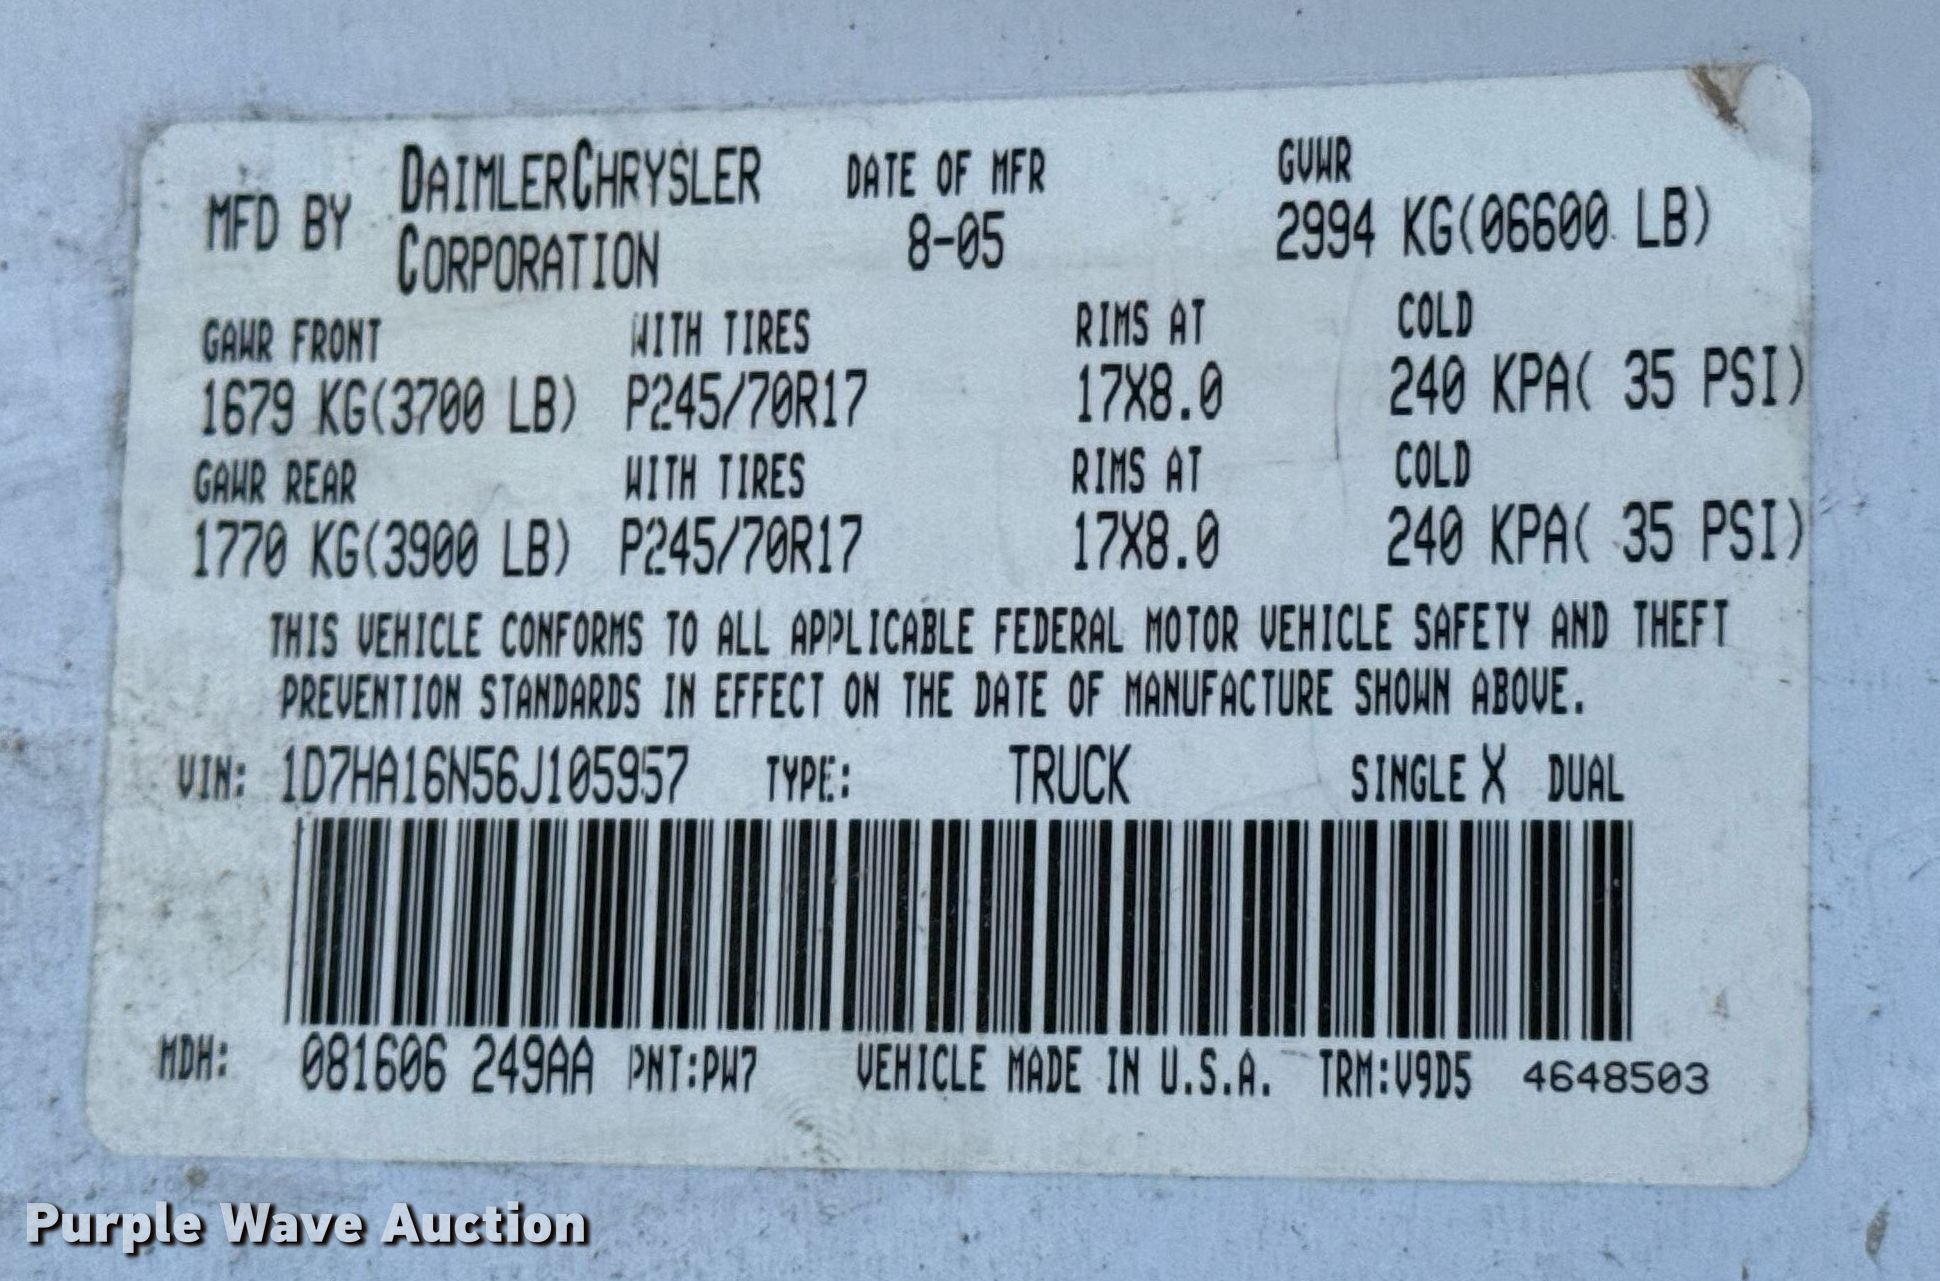 MFD BY DAIMLERCHRYSLER CORPORATION DATE OF MFR 8-05 GVWR 2994 KG(06600 LB)
GAWR FRONT WITH TIRES RIMS AT COLD
1679 KG(3700 LB) P245/70R17 17X8.0 240 KPA( 35 PSI)
GAWR REAR WITH TIRES RIMS AT COLD
1770 KG(3900 LB) P245/70R17 17X8.0 240 KPA( 35 PSI)
THIS VEHICLE CONFORMS TO ALL APPLICABLE FEDERAL MOTOR VEHICLE SAFETY AND THEFT
PREVENTION STANDARDS IN EFFECT ON THE DATE OF MANUFACTURE SHOWN ABOVE.
VIN: 1D7HA16N56J105957 TYPE: TRUCK SINGLE X DUAL
MDH: 081606 249AA PNT:PW7 VEHICLE MADE IN U.S.A. TRM:V9D5 4648503
Purple Wave Auction